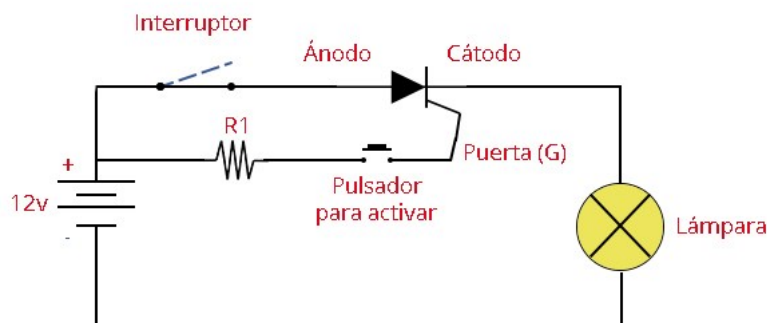 Interruptor
Ánodo
Cátodo
R1
+
Puerta (G)
12v
Pulsador
para activar
-
Lámpara